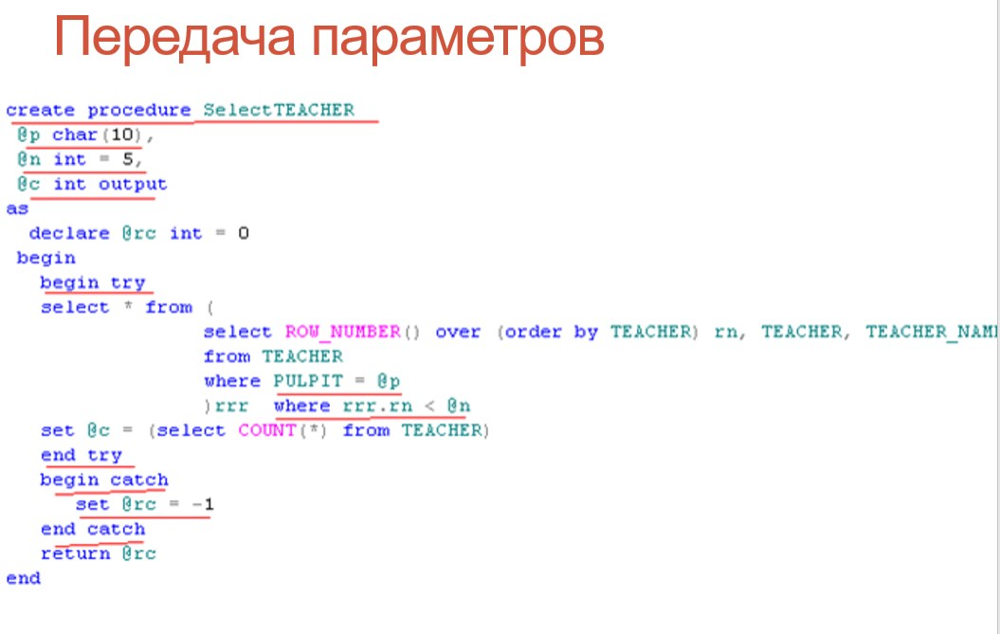 Передача параметров
create procedure SelectTEACHER
@p char(10),
@n int = 5,
@c int output
as
declare @rc int = 0
begin
begin try
select * from (
select ROW_NUMBER() over (order by TEACHER) rn, TEACHER,
from TEACHER
where PULPIT = @p
)rrr where rrr.rn < @n
set @c = (select COUNT(*) from TEACHER)
end try
begin catch
set @rc = -1
end catch
return @rc
end